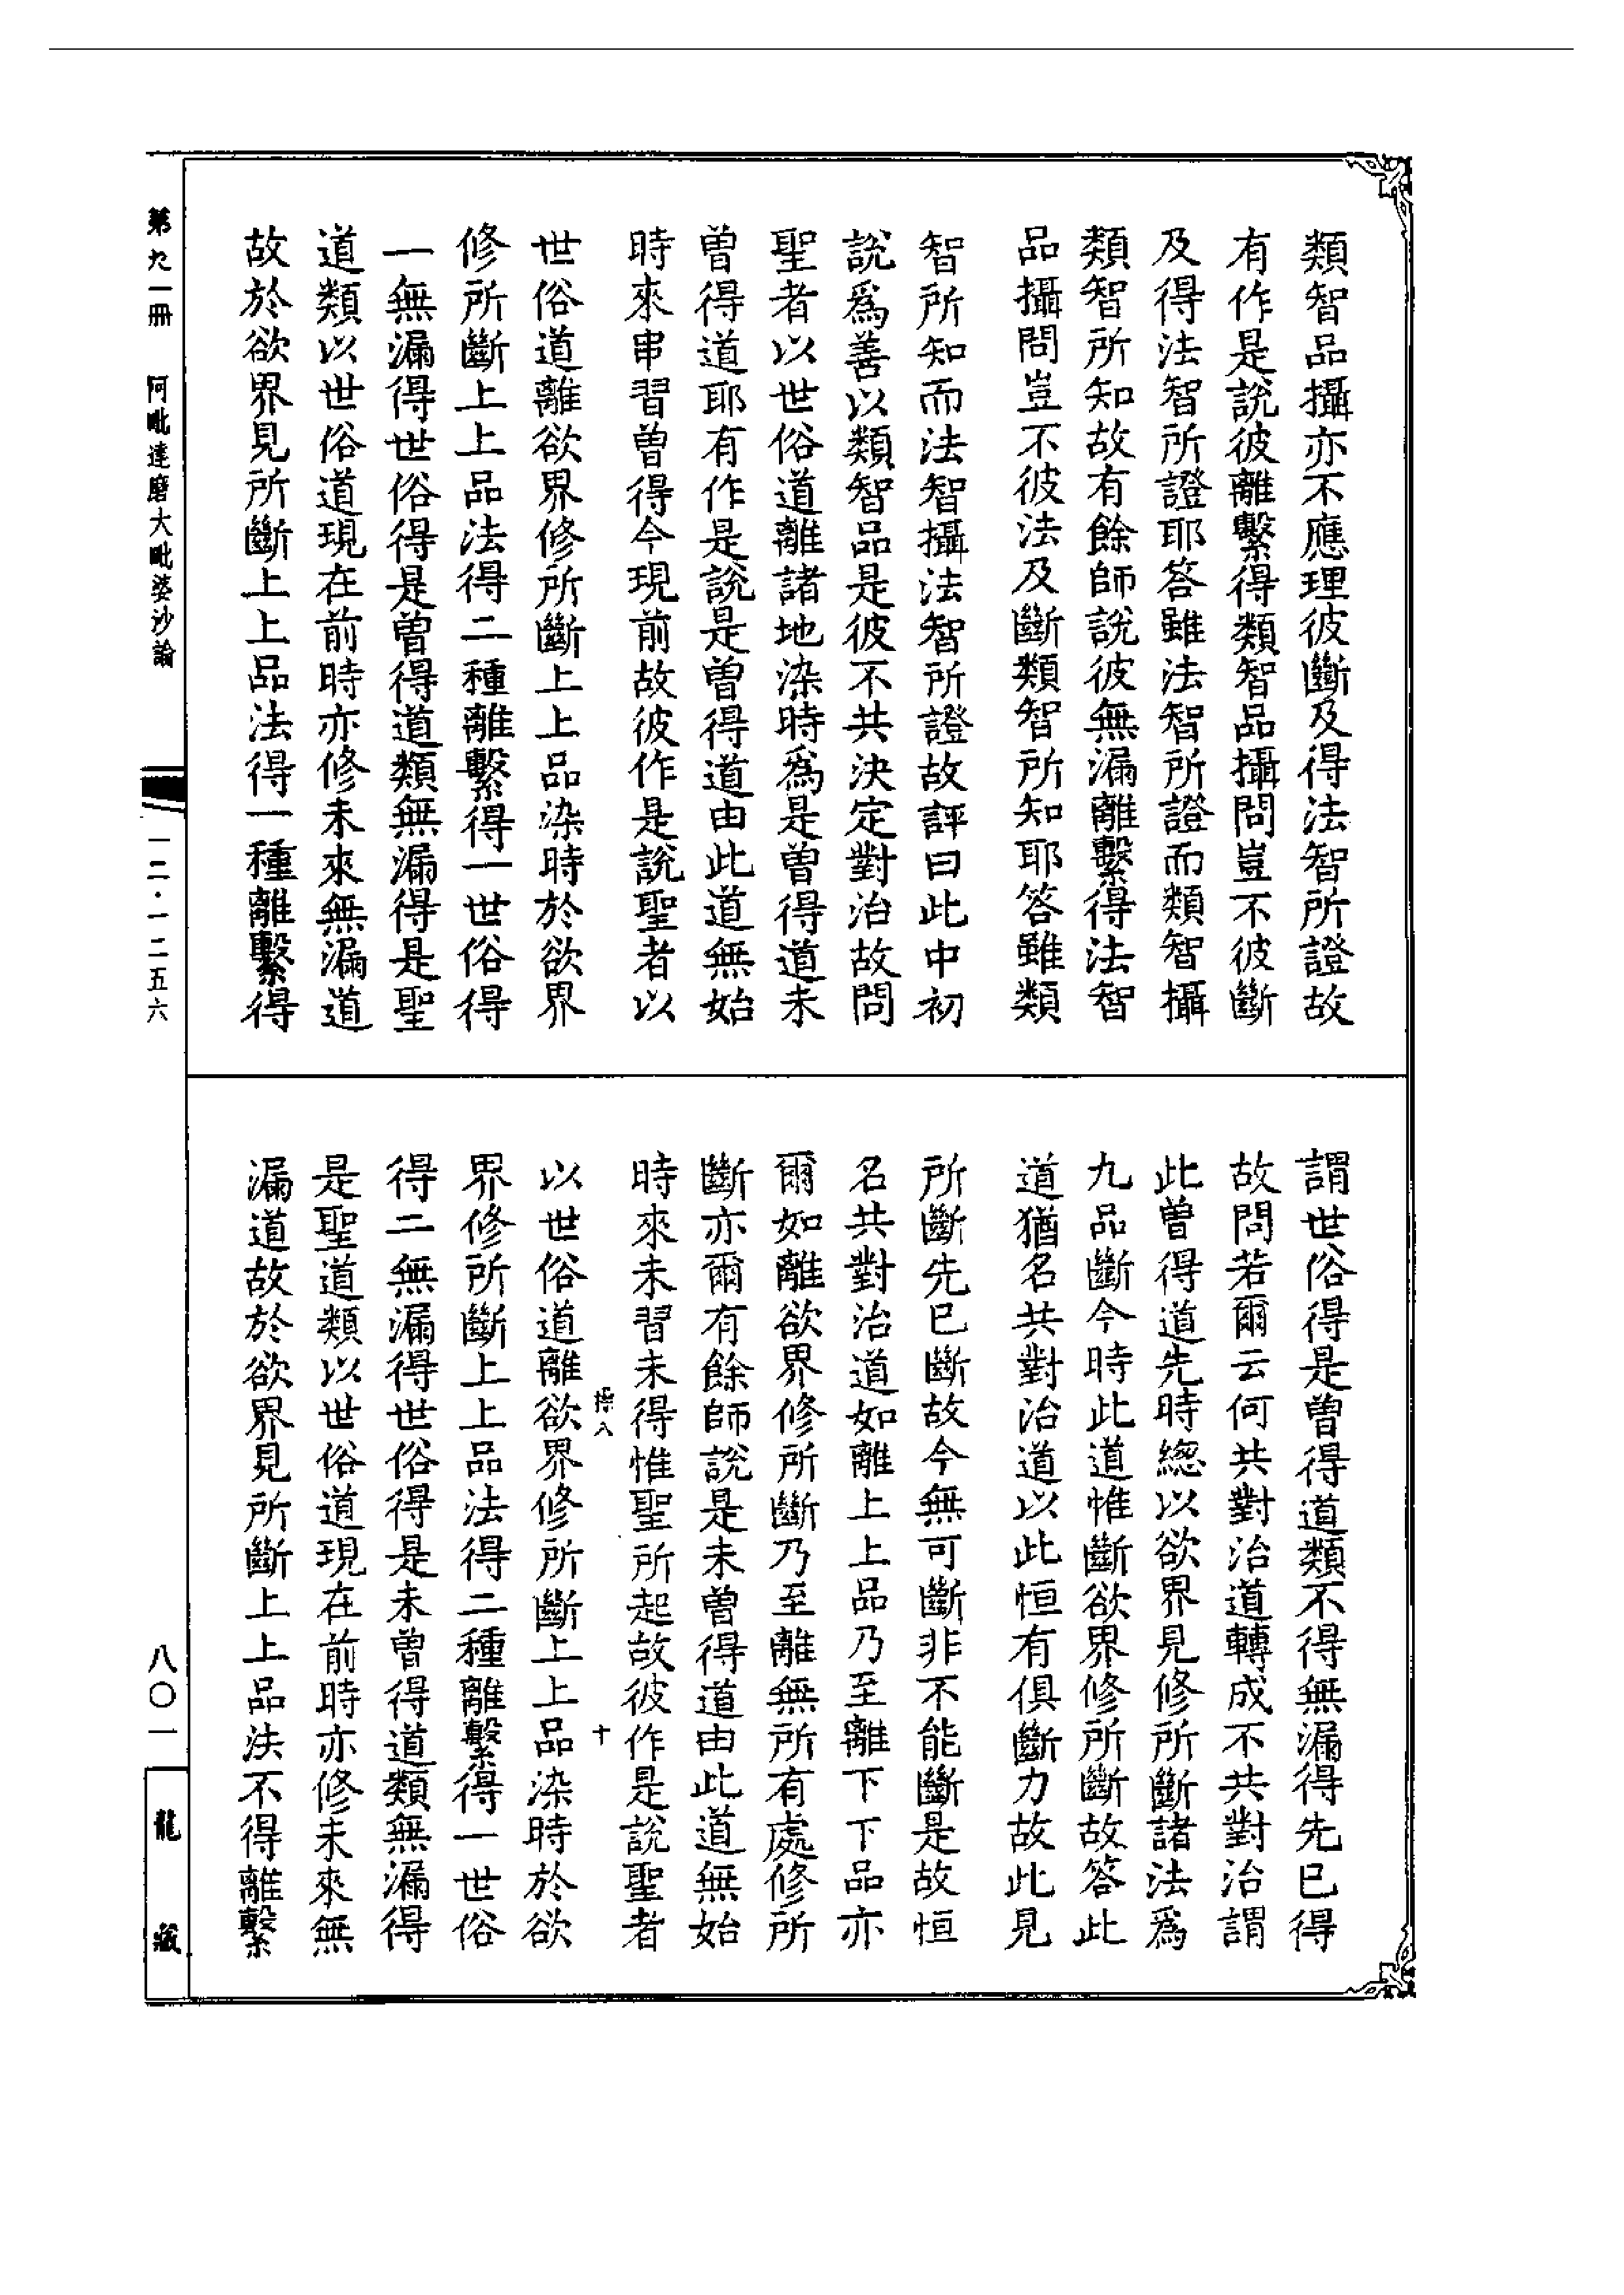 類智品攝亦不應理彼斷及得法智所證故
有作是說彼離繫得類智品攝問豈不彼斷
及得法智所證耶答雖法智所證而類智攝
類智所知故有餘師說彼無漏離繫得法智
品攝問豈不彼法及斷類智所知耶答雖類
智所知而法智攝法智所證故評曰此中初
說爲善以類智品是彼不共決定對治故問
聖者以世俗道離諸地染時爲是曽得道未
曽得道耶有作是說是曽得道由此道無始
時來串習曽得今現前故彼作是說聖者以
世俗道離欲界修所斷上上品染時於欲界
修所斷上上品法得二種離繫得一世俗得
一無漏得世俗得是曽得道類無漏得是聖
道類以世俗道現在前時亦修未來無漏道
故於欲界見所斷上上品法得一種離繫得
謂世俗得是曽得道類不得無漏得先已得
故問若爾云何共對治道轉成不共對治謂
此曽得道先時總以欲界見修所斷諸法爲
九品斷今時此道惟斷欲界修所斷故答此
道猶名共對治道以此恒有俱斷力故此見
所斷先已斷故今無可斷非不能斷是故恒
名共對治道如離上上品乃至離下下品亦
爾如離欲界修所斷乃至離無所有處修所
斷亦爾有餘師說是未曽得道由此道無始
時來未習未得惟聖所起故彼作是說聖者
以世俗道離欲界修所斷上上品染時於欲
界修所斷上上品法得二種離繫得一世俗
得二無漏得世俗得是未曽得道類無漏得
是聖道類以世俗道現在前時亦修未來無
漏道故於欲界見所斷上上品法不得離繫
十
第九一冊 阿毗達磨大毗婆沙論
一二·一二五六
八〇一
龍藏